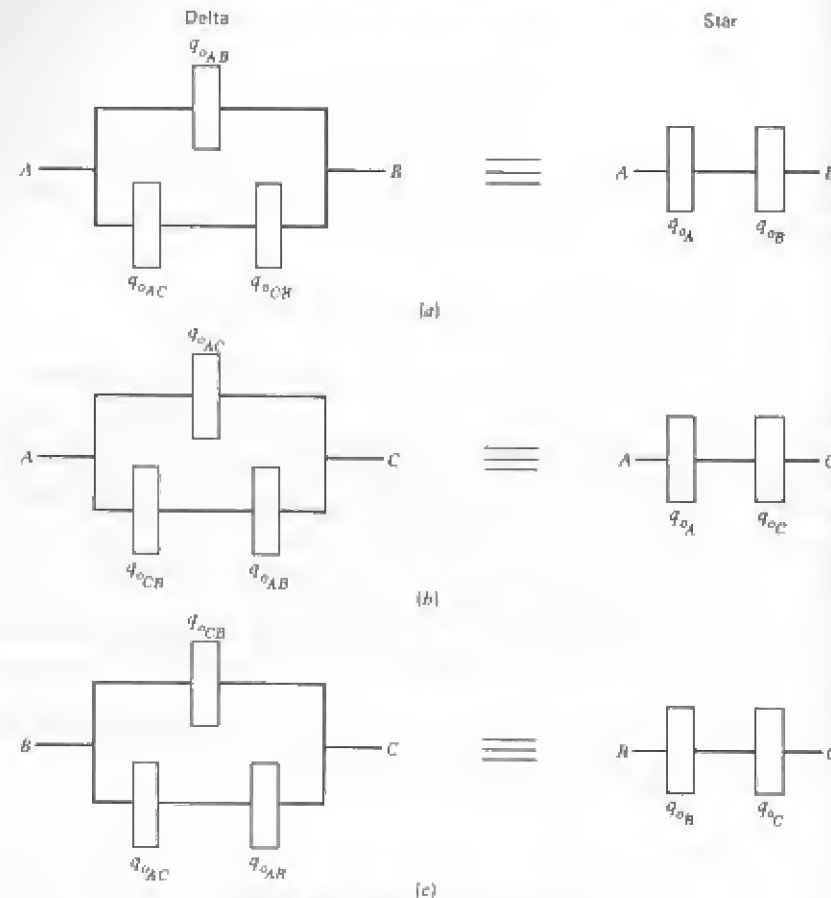 Delta Star
q_{o_{AB}}
A B A B
q_{o_{AC}} q_{o_{CB}} q_{o_A} q_{o_B}
(a)
q_{o_{AC}}
A C A C
q_{o_{CB}} q_{o_{AB}} q_{o_A} q_{o_C}
(b)
q_{o_{CB}}
B C B C
q_{o_{AC}} q_{o_{AB}} q_{o_B} q_{o_C}
(c)